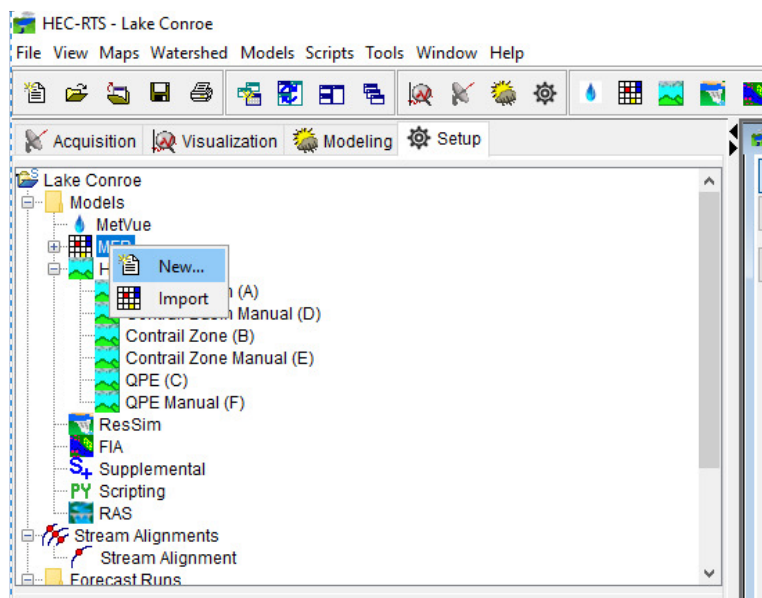 HEC-RTS - Lake Conroe
File View Maps Watershed Models Scripts Tools Window Help
Acquisition Visualization Modeling Setup
Lake Conroe
Models
MetVue
New...
Import
(A)
Manual (D)
Contrail Zone (B)
Contrail Zone Manual (E)
QPE (C)
QPE Manual (F)
ResSim
FIA
S+ Supplemental
PY Scripting
RAS
Stream Alignments
Stream Alignment
Forecast Runs